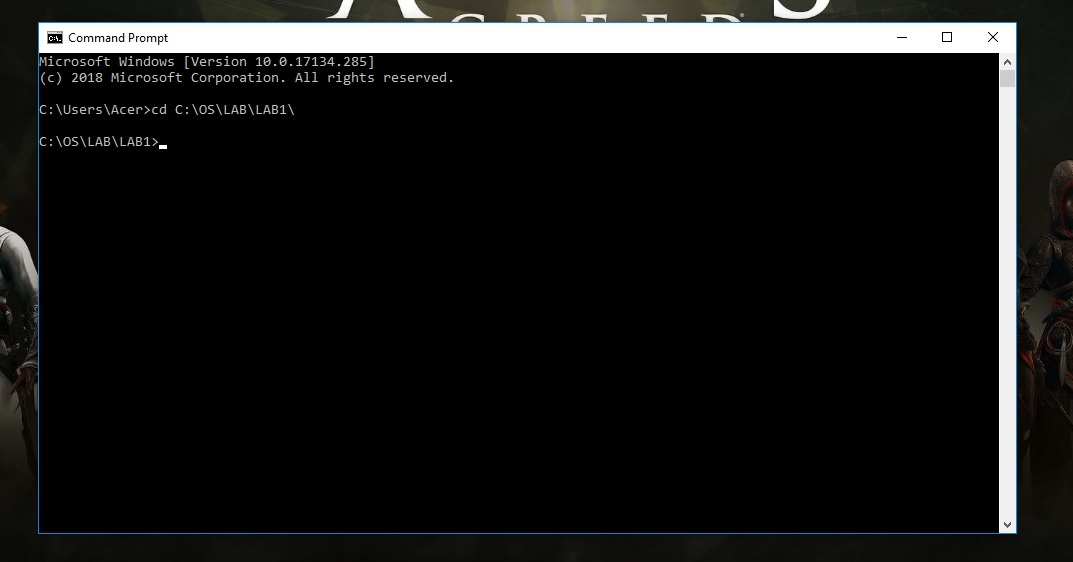 CREED
Command Prompt
Microsoft Windows [Version 10.0.17134.285]
(c) 2018 Microsoft Corporation. All rights reserved.
C:\Users\Acer>cd C:\OS\LAB\LAB1\
C:\OS\LAB\LAB1>